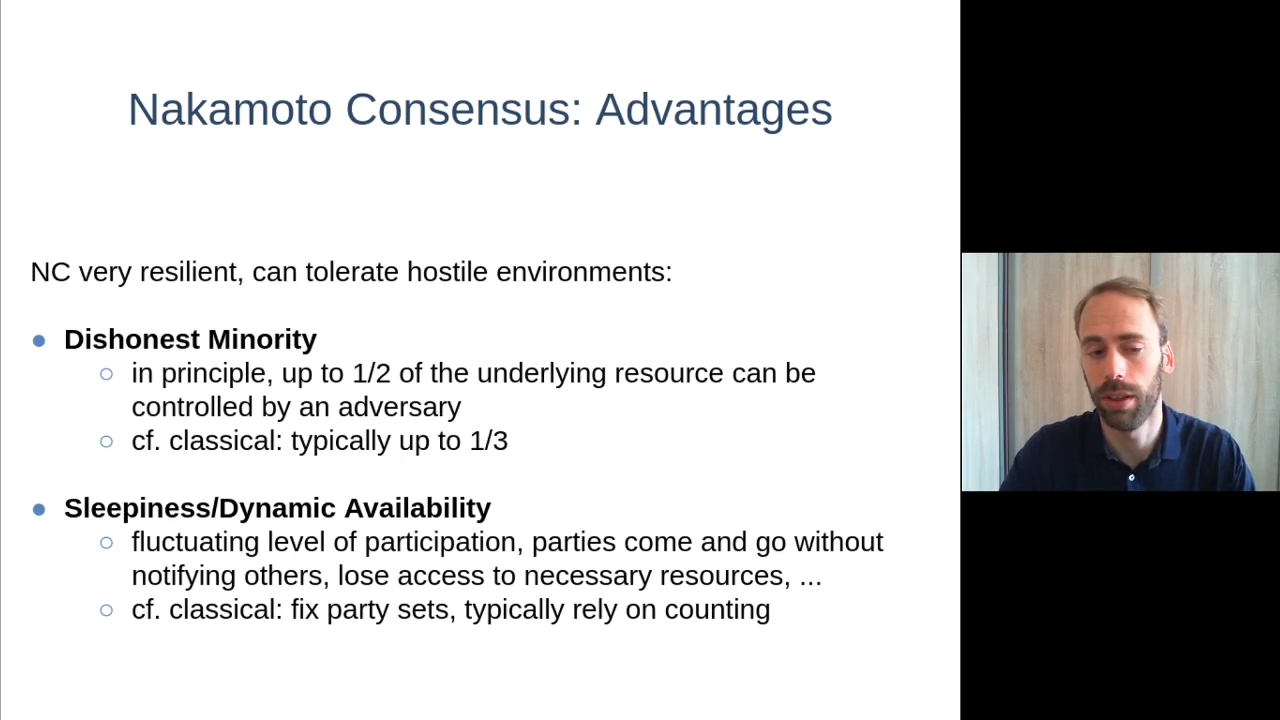 Nakamoto Consensus: Advantages
NC very resilient, can tolerate hostile environments:
● Dishonest Minority
○ in principle, up to 1/2 of the underlying resource can be
controlled by an adversary
○ cf. classical: typically up to 1/3
● Sleepiness/Dynamic Availability
○ fluctuating level of participation, parties come and go without
notifying others, lose access to necessary resources, ...
○ cf. classical: fix party sets, typically rely on counting